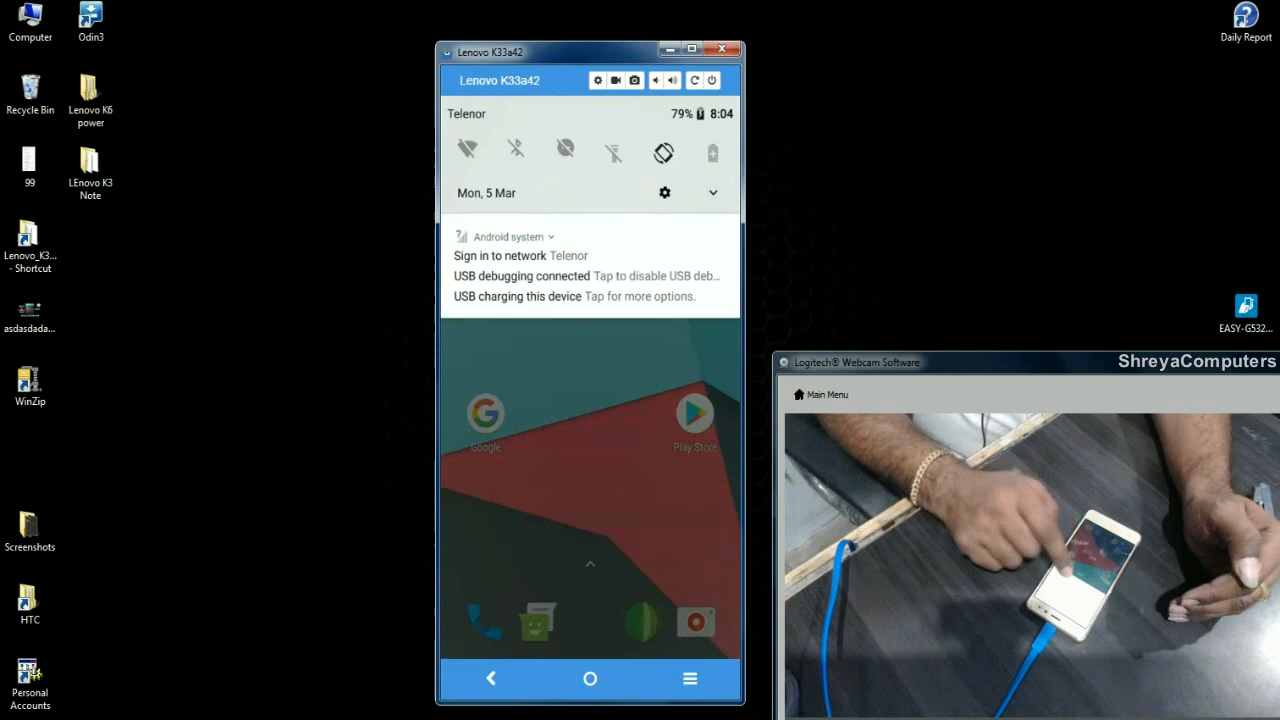 Computer
Odin3
Recycle Bin
Lenovo K6
power
99
LEnovo K3
Note
Lenovo_K3...
- Shortcut
asdasdada...
WinZip
Screenshots
HTC
Personal
Accounts
Lenovo K33a42
Lenovo K33a42
Telenor
79%
8:04
Mon, 5 Mar
Android system
Sign in to network Telenor
USB debugging connected Tap to disable USB deb...
USB charging this device Tap for more options.
Google
Play Store
Daily Report
EASY-G532...
Logitech® Webcam Software
ShreyaComputers
Main Menu